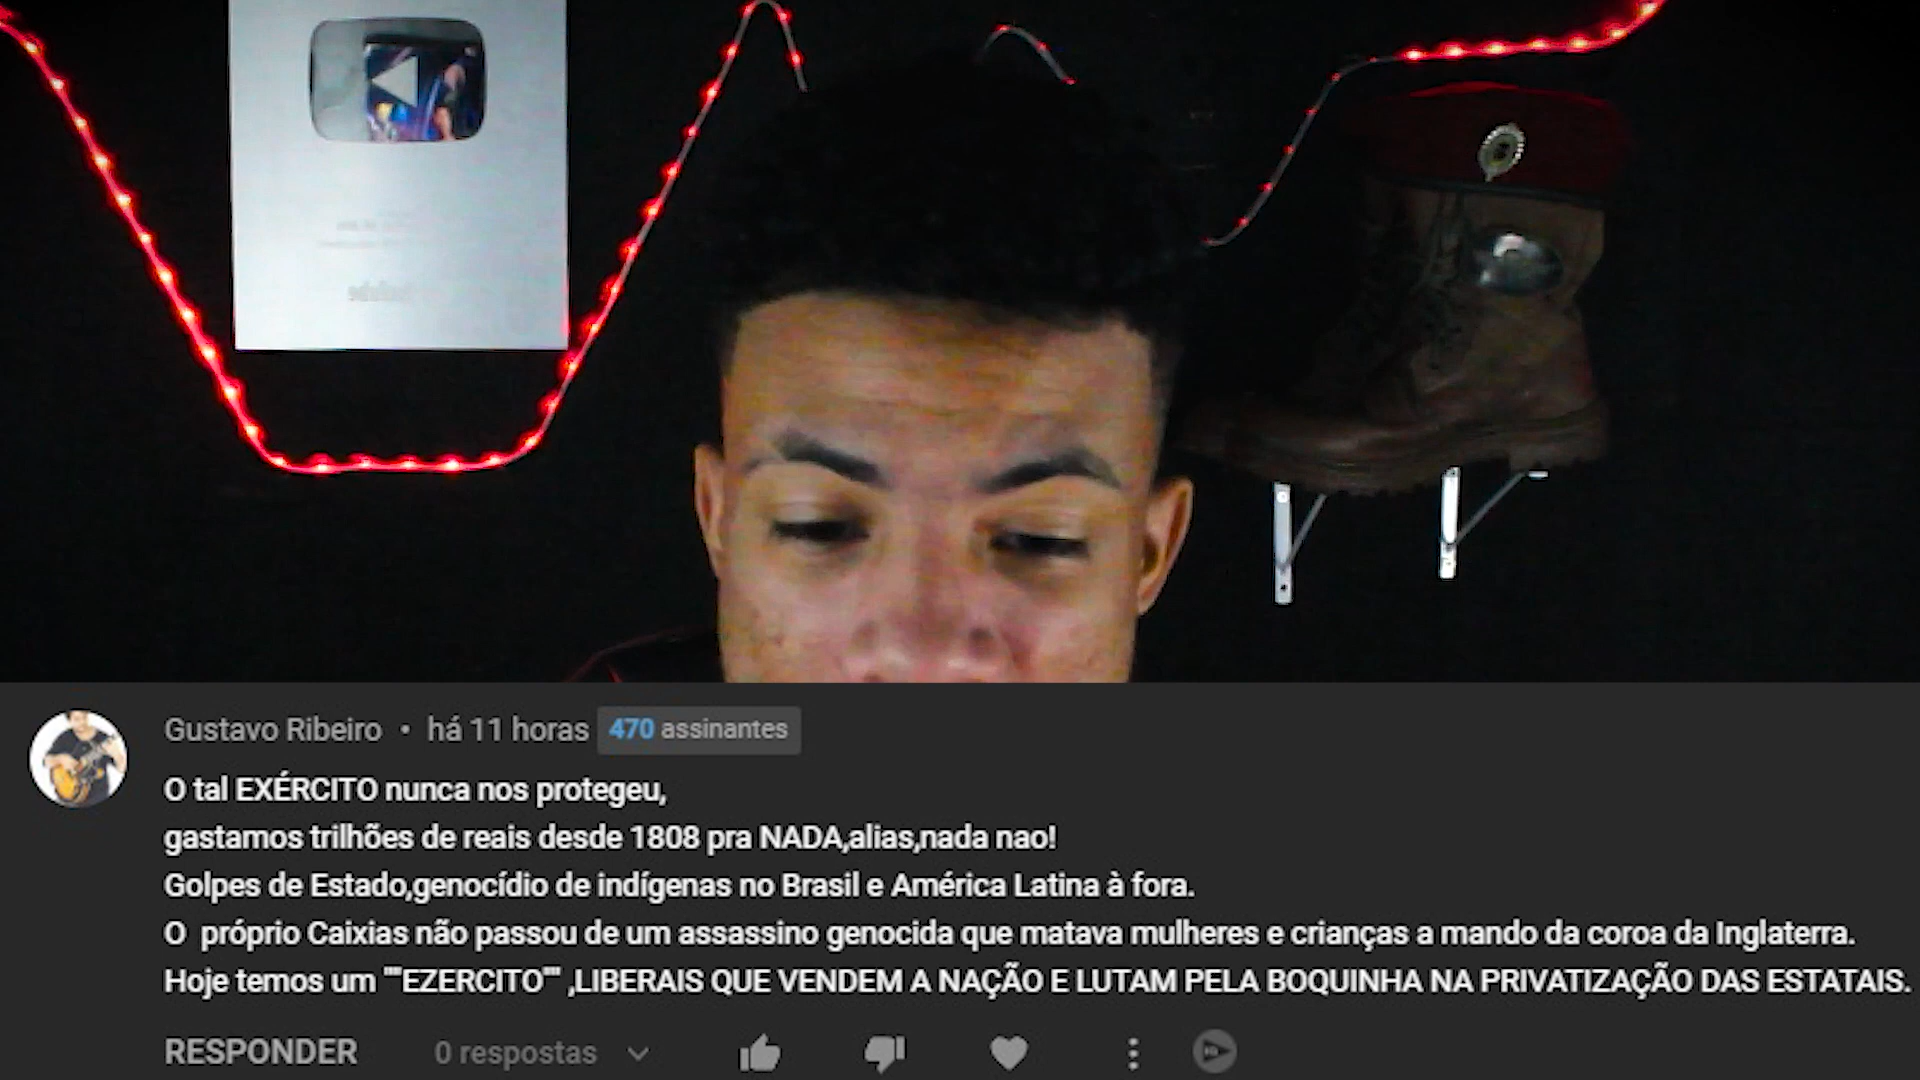 Gustavo Ribeiro • há 11 horas 470 assinantes
O tal EXÉRCITO nunca nos protegeu,
gastamos trilhões de reais desde 1808 pra NADA,alias,nada nao!
Golpes de Estado,genocídio de indígenas no Brasil e América Latina à fora.
O próprio Caixias não passou de um assassino genocida que matava mulheres e crianças a mando da coroa da Inglaterra.
Hoje temos um ""EZERCITO"" ,LIBERAIS QUE VENDEM A NAÇÃO E LUTAM PELA BOQUINHA NA PRIVATIZAÇÃO DAS ESTATAIS.
RESPONDER 0 respostas